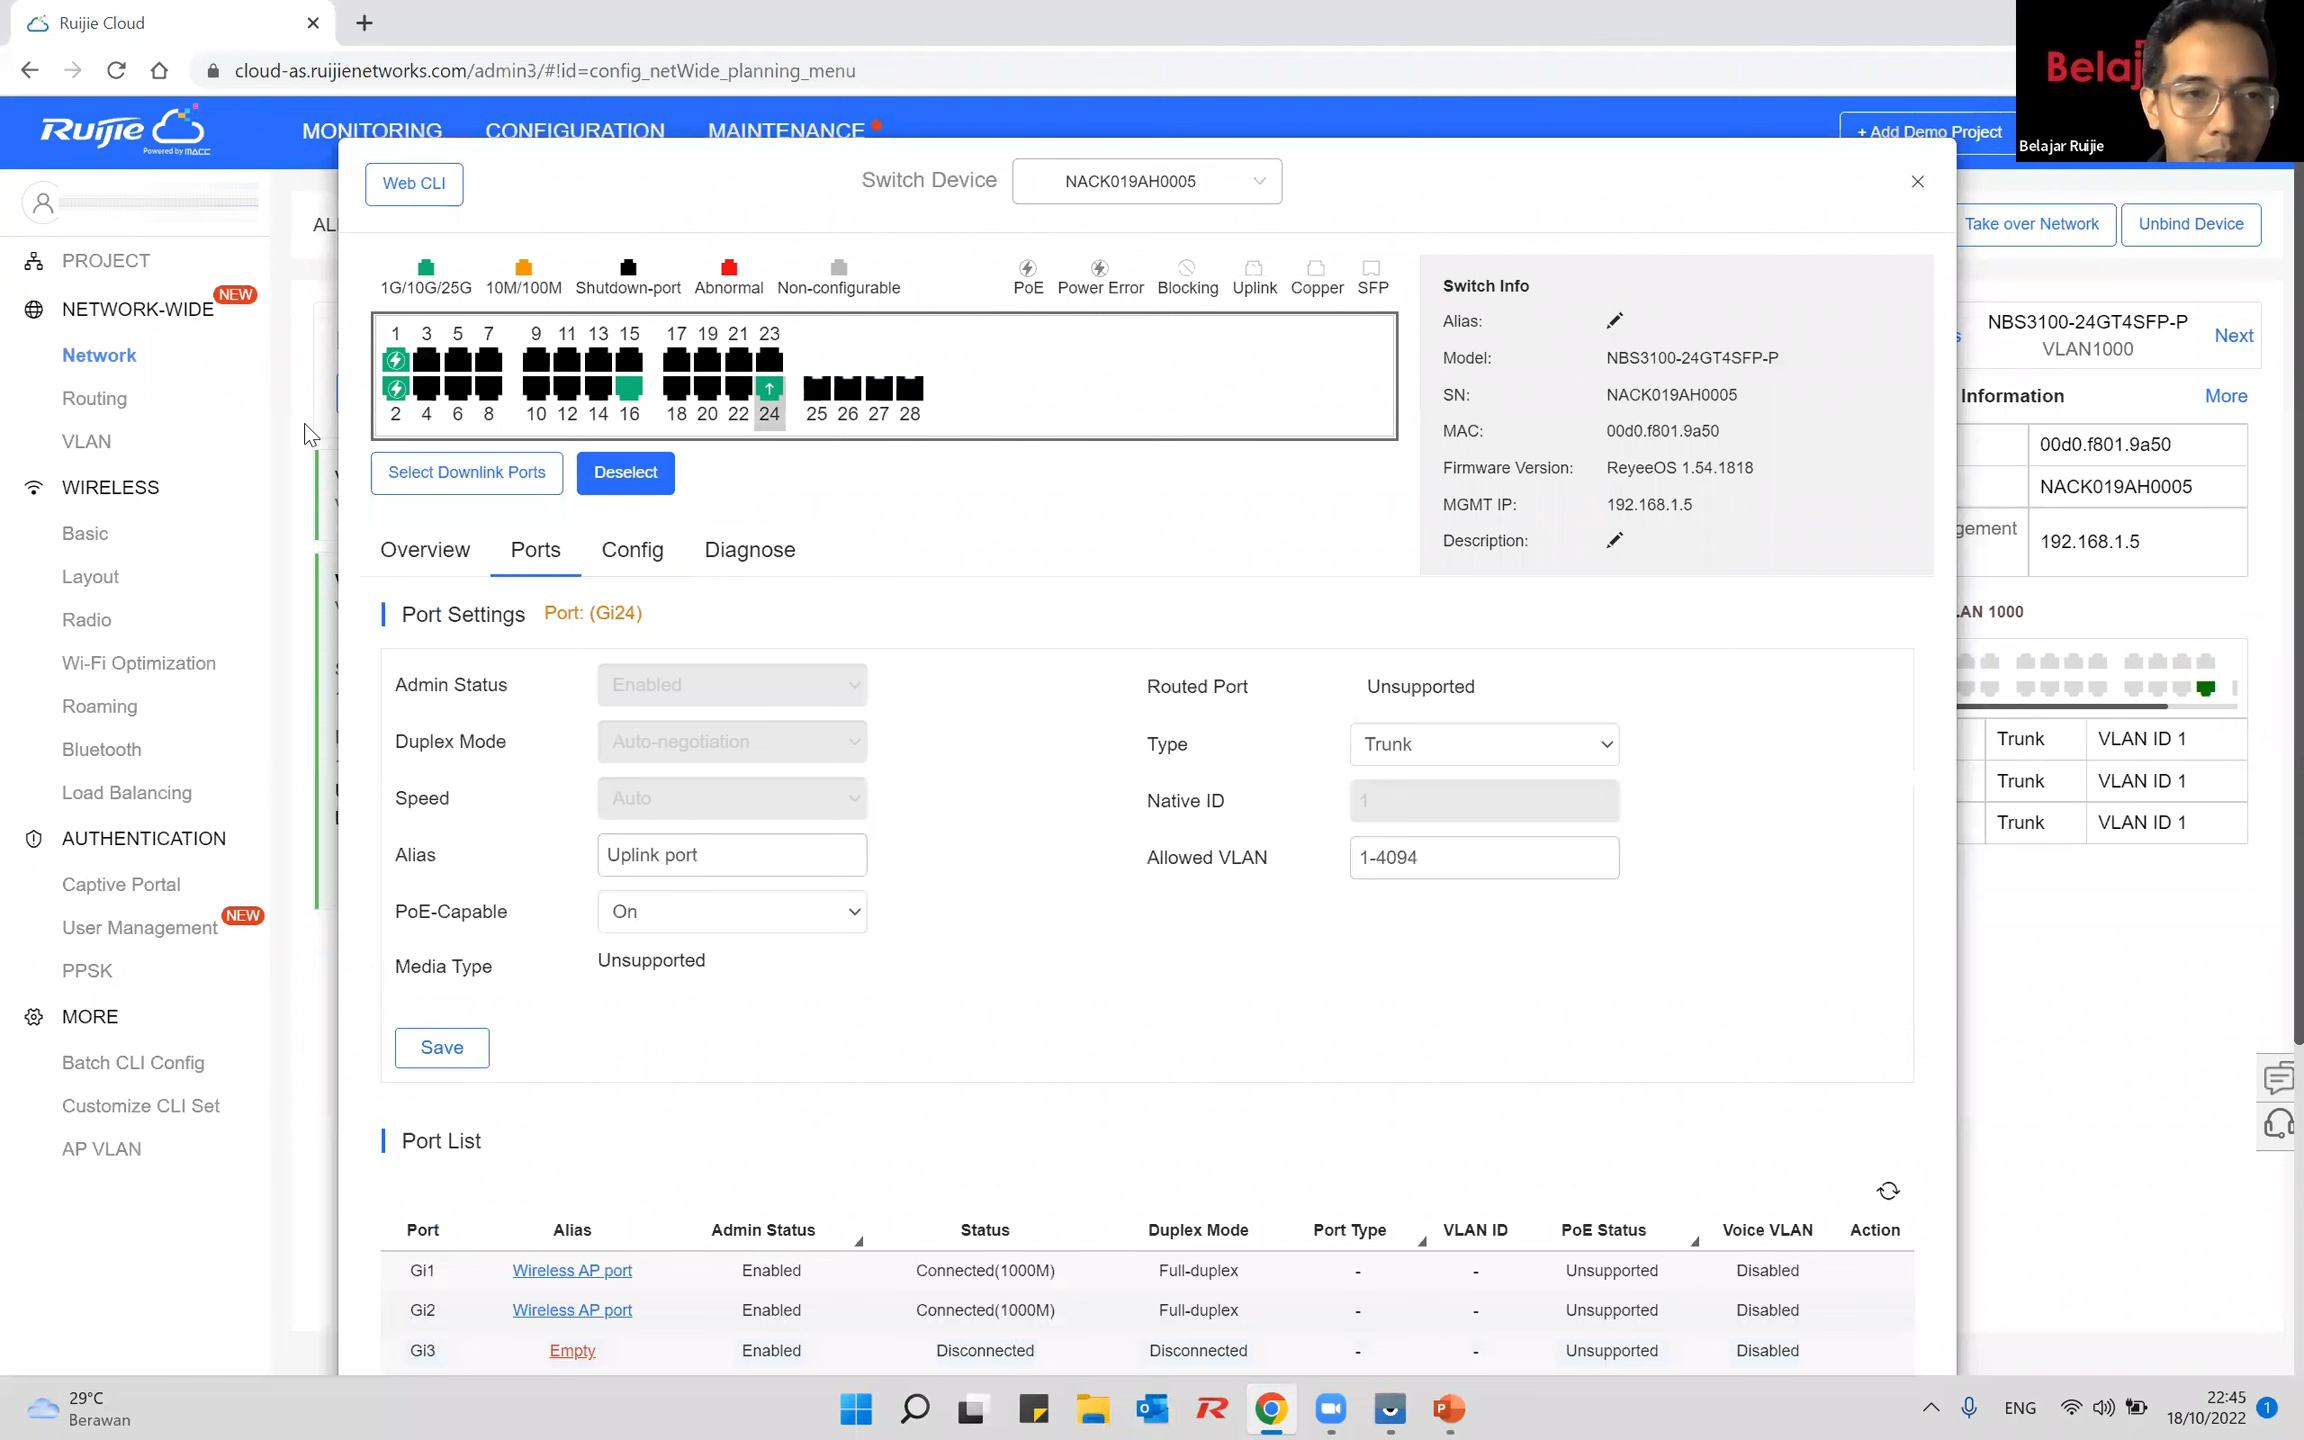 Ruijie Cloud
cloud-as.ruijienetworks.com/admin3/#!id=config_netWide_planning_menu
Belaj
Belajar Ruijie
Ruijie
Powered by MACC
MONITORING CONFIGURATION MAINTENANCE
+ Add Demo Project
Web CLI
Switch Device NACK019AH0005
Take over Network Unbind Device
PROJECT
NETWORK-WIDE NEW
Network
Routing
VLAN
WIRELESS
Basic
Layout
Radio
Wi-Fi Optimization
Roaming
Bluetooth
Load Balancing
AUTHENTICATION
Captive Portal
User Management NEW
PPSK
MORE
Batch CLI Config
Customize CLI Set
AP VLAN
1G/10G/25G 10M/100M Shutdown-port Abnormal Non-configurable PoE Power Error Blocking Uplink Copper SFP
1 3 5 7 9 11 13 15 17 19 21 23
2 4 6 8 10 12 14 16 18 20 22 24 25 26 27 28
Select Downlink Ports Deselect
Switch Info
Alias:
Model: NBS3100-24GT4SFP-P
SN: NACK019AH0005
MAC: 00d0.f801.9a50
Firmware Version: ReyeeOS 1.54.1818
MGMT IP: 192.168.1.5
Description:
Overview Ports Config Diagnose
Port Settings Port: (Gi24)
Admin Status Enabled
Duplex Mode Auto-negotiation
Speed Auto
Alias Uplink port
PoE-Capable On
Media Type Unsupported
Routed Port Unsupported
Type Trunk
Native ID 1
Allowed VLAN 1-4094
Save
Port List
Port Alias Admin Status Status Duplex Mode Port Type VLAN ID PoE Status Voice VLAN Action
Gi1 Wireless AP port Enabled Connected(1000M) Full-duplex - - Unsupported Disabled
Gi2 Wireless AP port Enabled Connected(1000M) Full-duplex - - Unsupported Disabled
Gi3 Empty Enabled Disconnected Disconnected - - Unsupported Disabled
NBS3100-24GT4SFP-P
VLAN1000
Next
Information More
00d0.f801.9a50
NACK019AH0005
gement 192.168.1.5
AN 1000
Trunk VLAN ID 1
Trunk VLAN ID 1
Trunk VLAN ID 1
29°C
Berawan
ENG
22:45
18/10/2022
1